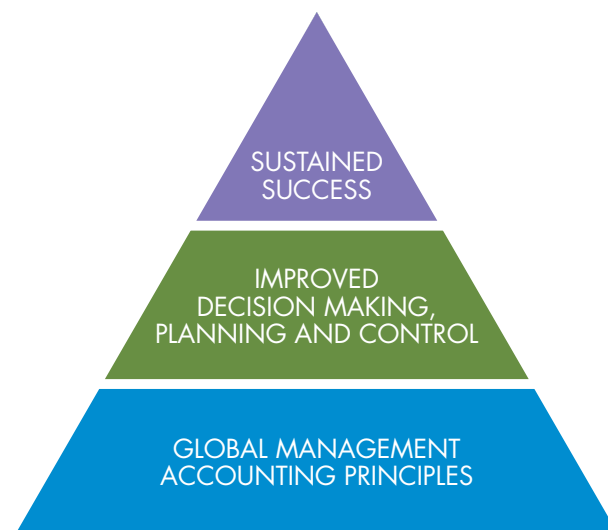 SUSTAINED
SUCCESS
IMPROVED
DECISION MAKING,
PLANNING AND CONTROL
GLOBAL MANAGEMENT
ACCOUNTING PRINCIPLES